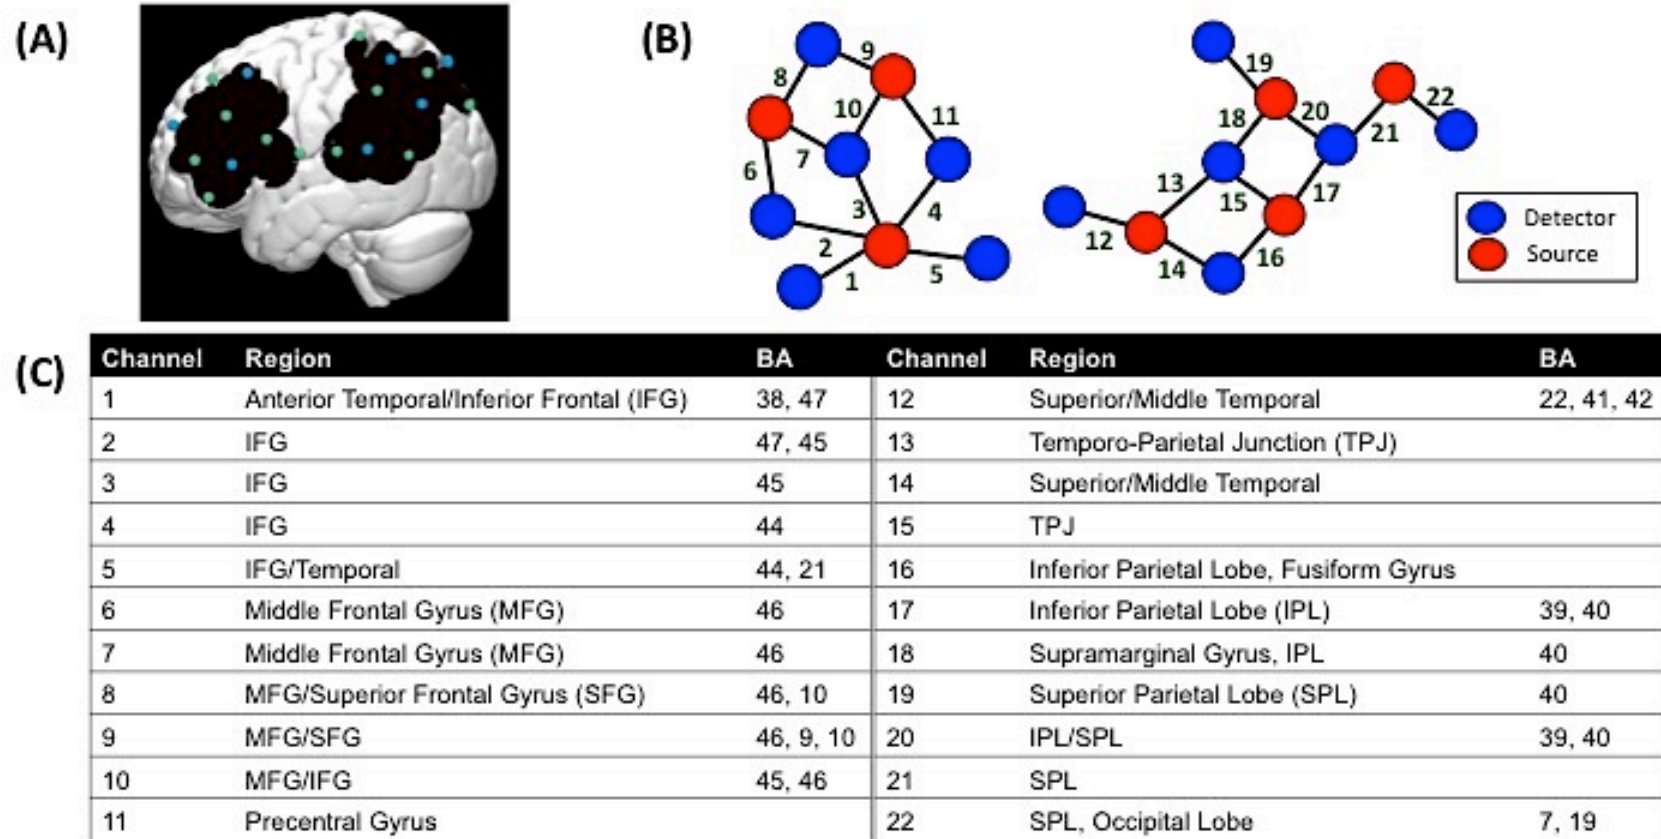 (A)
(B)
9
8
10
11
7
6
3
4
2
1
5
19
22
18
20
21
13
15
17
12
14
16
Detector
Source
(C)
Channel Region BA Channel Region BA
1 Anterior Temporal/Inferior Frontal (IFG) 38, 47 12 Superior/Middle Temporal 22, 41, 42
2 IFG 47, 45 13 Temporo-Parietal Junction (TPJ)
3 IFG 45 14 Superior/Middle Temporal
4 IFG 44 15 TPJ
5 IFG/Temporal 44, 21 16 Inferior Parietal Lobe, Fusiform Gyrus
6 Middle Frontal Gyrus (MFG) 46 17 Inferior Parietal Lobe (IPL) 39, 40
7 Middle Frontal Gyrus (MFG) 46 18 Supramarginal Gyrus, IPL 40
8 MFG/Superior Frontal Gyrus (SFG) 46, 10 19 Superior Parietal Lobe (SPL) 40
9 MFG/SFG 46, 9, 10 20 IPL/SPL 39, 40
10 MFG/IFG 45, 46 21 SPL
11 Precentral Gyrus 22 SPL, Occipital Lobe 7, 19